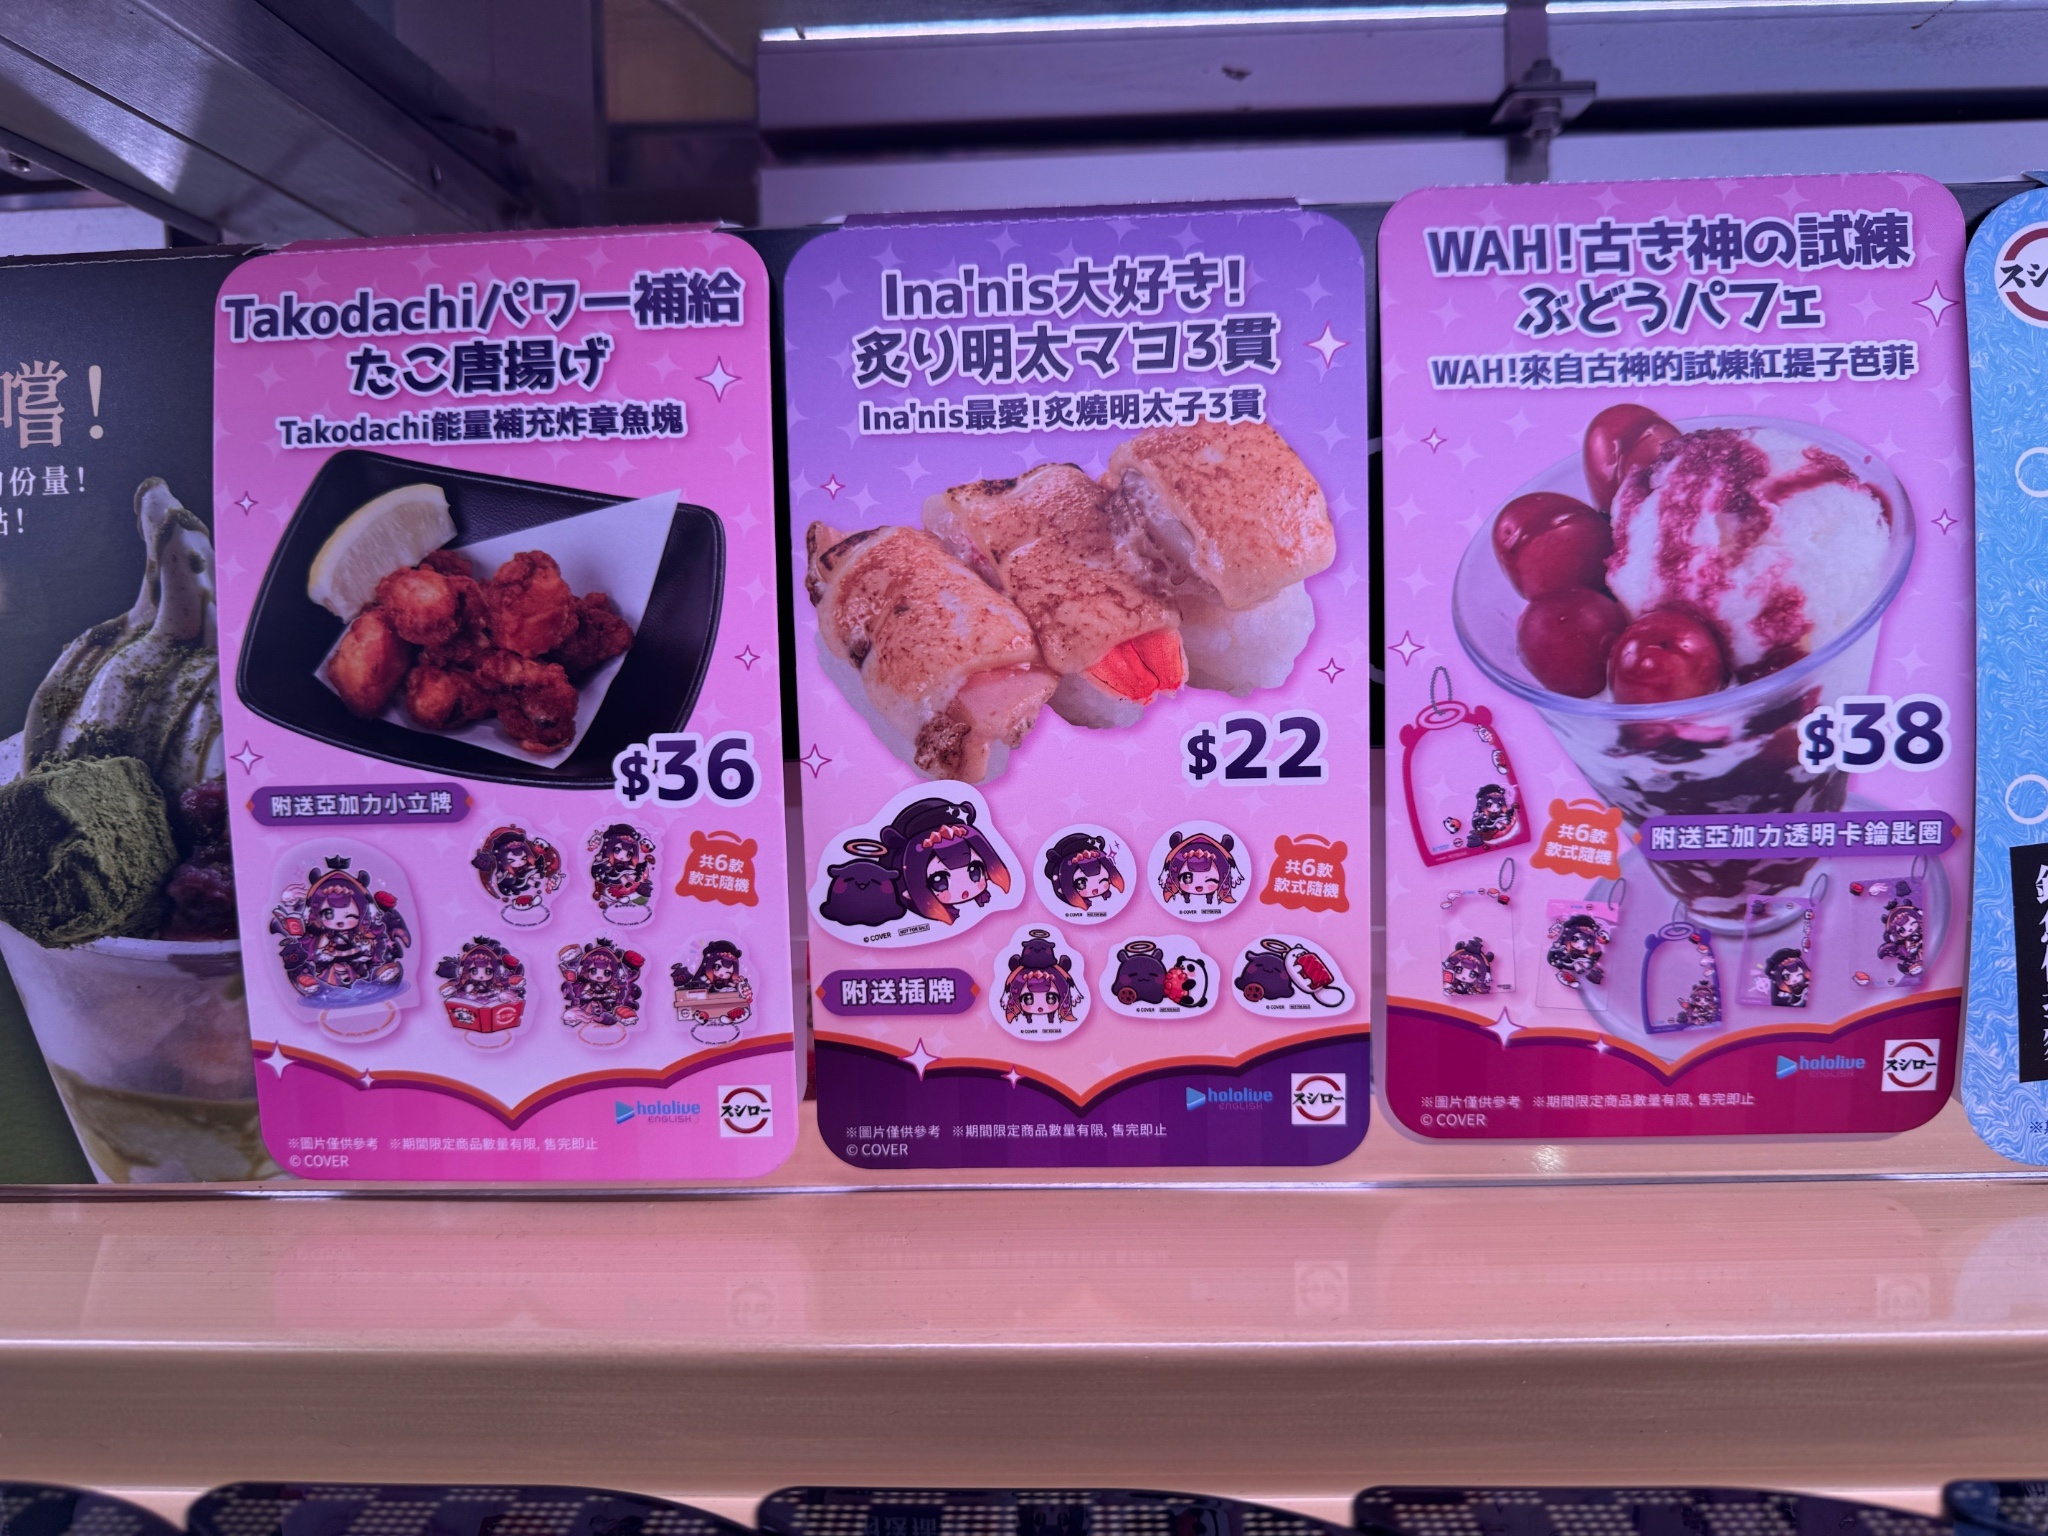 嚐！
份量！
點！
Takodachiパワー補給
たこ唐揚げ
Takodachi能量補充炸章魚塊
$36
附送亞加力小立牌
共6款
款式隨機
hololive
ENGLISH
スシロー
※圖片僅供參考 ※期間限定商品數量有限, 售完即止
© COVER
Ina'nis大好き!
炙り明太マヨ3貫
Ina'nis最愛!炙燒明太子3貫
$22
共6款
款式隨機
© COVER NOT FOR SALE
附送插牌
hololive
ENGLISH
スシロー
※圖片僅供參考 ※期間限定商品數量有限, 售完即止
© COVER
WAH!古き神の試練
ぶどうパフェ
WAH!來自古神的試煉紅提子芭菲
$38
共6款
款式隨機
附送亞加力透明卡鑰匙圈
hololive
ENGLISH
スシロー
※圖片僅供參考 ※期間限定商品數量有限, 售完即止
© COVER